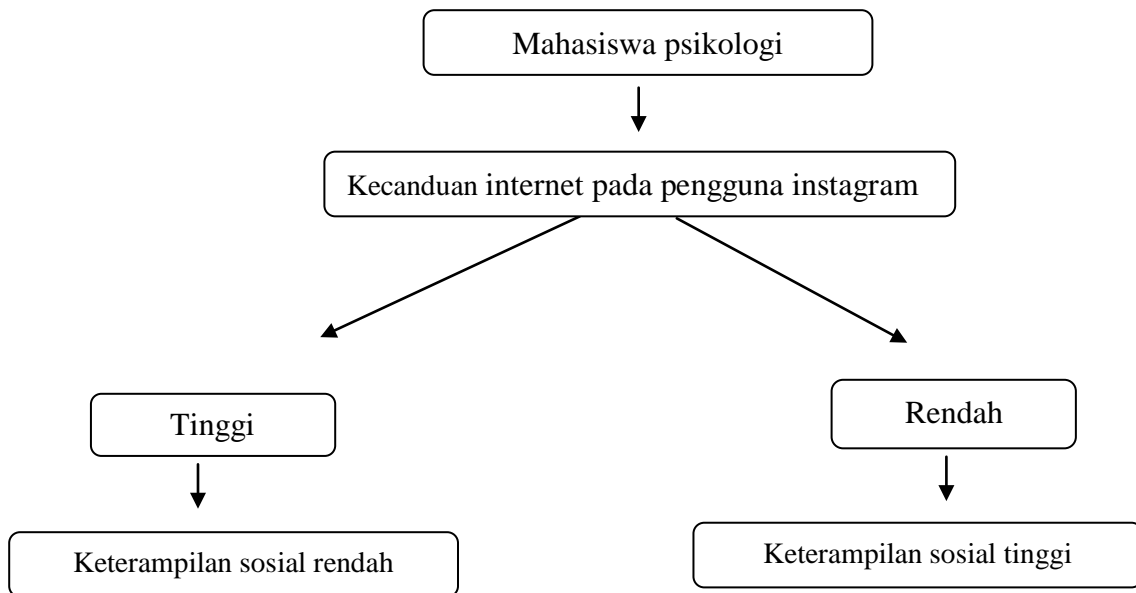 Mahasiswa psikologi
Kecanduan internet pada pengguna instagram
Tinggi
Rendah
Keterampilan sosial rendah
Keterampilan sosial tinggi